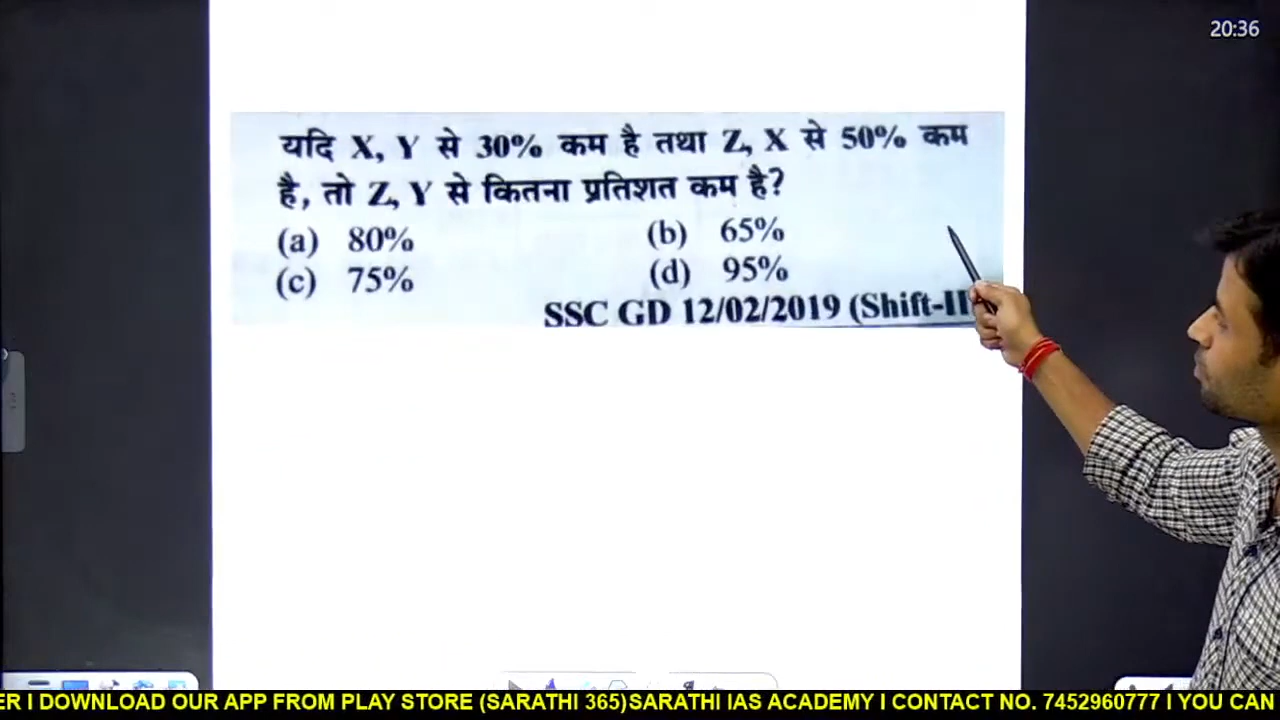 20:36
यदि X, Y से 30% कम है तथा Z, X से 50% कम
है, तो Z, Y से कितना प्रतिशत कम है?
(a) 80% (b) 65%
(c) 75% (d) 95%
SSC GD 12/02/2019 (Shift-II
ER I DOWNLOAD OUR APP FROM PLAY STORE (SARATHI 365)SARATHI IAS ACADEMY I CONTACT NO. 7452960777 I YOU CAN